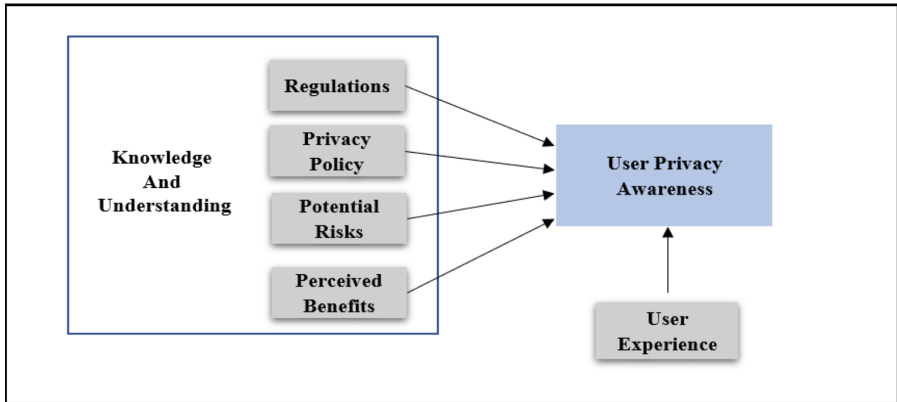 Knowledge
And
Understanding
Regulations
Privacy
Policy
Potential
Risks
Perceived
Benefits
User Privacy
Awareness
User
Experience